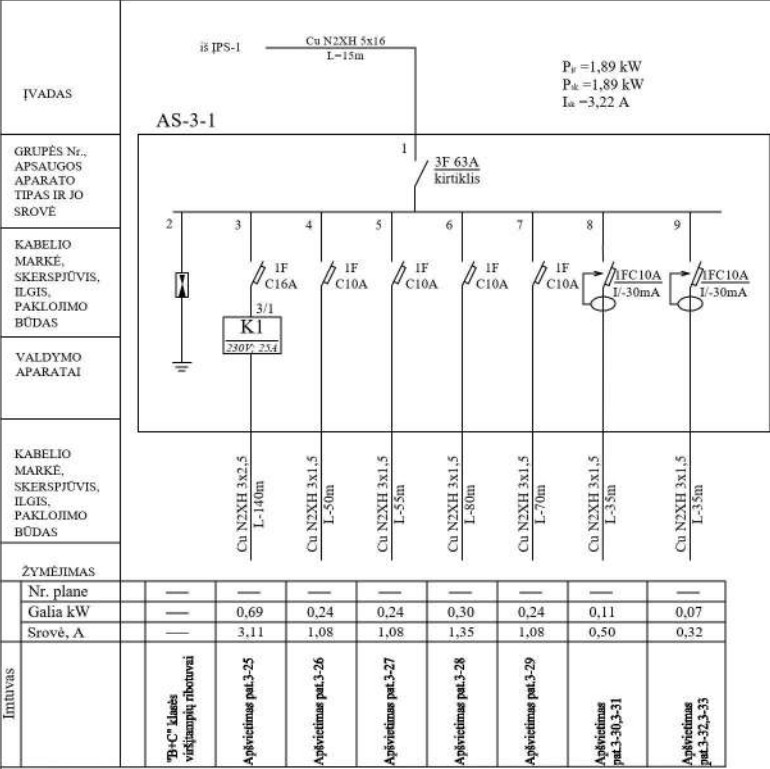 iš ĮPS-1
Cu N2XH 5x16
L=15m
ĮVADAS
Pįr =1,89 kW
Psk =1,89 kW
Isk =3,22 A
AS-3-1
GRUPĖS Nr.,
APSAUGOS
APARATO
TIPAS IR JO
SROVĖ
1
3F 63A
kirtiklis
2
3
4
5
6
7
8
9
KABELIO
MARKĖ,
SKERSPJŪVIS,
ILGIS,
PAKLOJIMO
BŪDAS
1F
C16A
1F
C10A
1F
C10A
1F
C10A
1F
C10A
1FC10A
I/-30mA
1FC10A
I/-30mA
3/1
K1
230V; 25A
VALDYMO
APARATAI
KABELIO
MARKĖ,
SKERSPJŪVIS,
ILGIS,
PAKLOJIMO
BŪDAS
Cu N2XH 3x2,5
L-140m
Cu N2XH 3x1,5
L-50m
Cu N2XH 3x1,5
L-55m
Cu N2XH 3x1,5
L-80m
Cu N2XH 3x1,5
L-70m
Cu N2XH 3x1,5
L-35m
Cu N2XH 3x1,5
L-35m
ŽYMĖJIMAS
Nr. plane — — — — — — — —
Galia kW — 0,69 0,24 0,24 0,30 0,24 0,11 0,07
Srovė, A — 3,11 1,08 1,08 1,35 1,08 0,50 0,32
Imtuvas
"B+C" klasės
viršįtampių ribotuvai
Apšvietimas pat.3-25
Apšvietimas pat.3-26
Apšvietimas pat.3-27
Apšvietimas pat.3-28
Apšvietimas pat.3-29
Apšvietimas
pat.3-30,3-31
Apšvietimas
pat.3-32,3-33